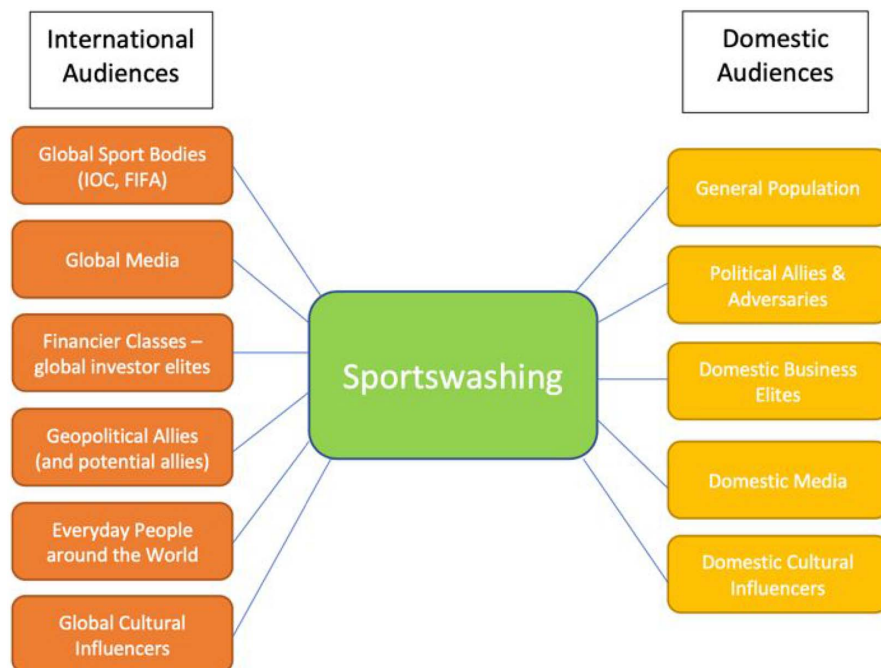 International
Audiences
Global Sport Bodies
(IOC, FIFA)
Global Media
Financier Classes –
global investor elites
Geopolitical Allies
(and potential allies)
Everyday People
around the World
Global Cultural
Influencers
Sportswashing
Domestic
Audiences
General Population
Political Allies &
Adversaries
Domestic Business
Elites
Domestic Media
Domestic Cultural
Influencers